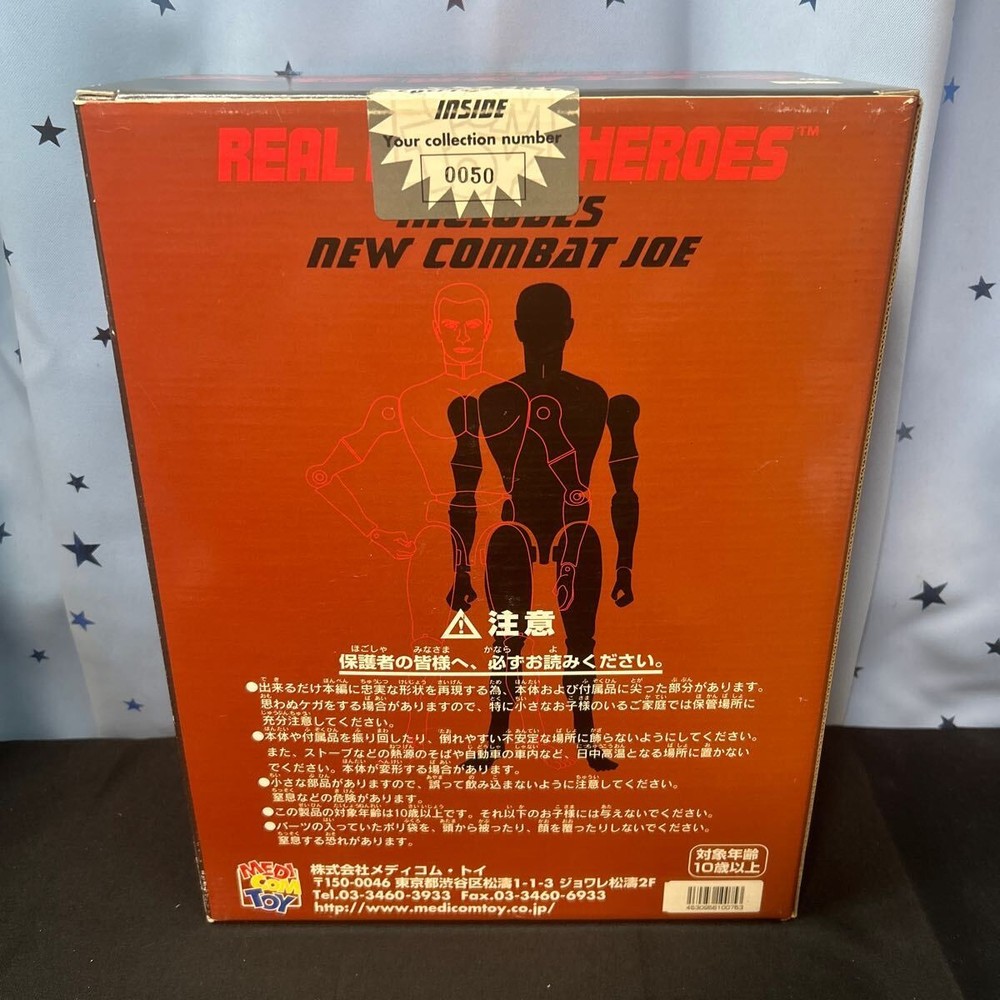 INSIDE
Your collection number
0050
REAL HEROES™
INCLUDES
NEW COMBAT JOE
注意
ほごしゃ みなさま かなら よ
保護者の皆様へ、必ずお読みください。
●出来るだけ本編に忠実な形状を再現する為、本体および付属品に尖った部分があります。
思わぬケガをする場合がありますので、特に小さなお子様のいるご家庭では保管場所に
充分注意してください。
●本体や付属品を振り回したり、倒れやすい不安定な場所に飾らないようにしてください。
また、ストーブなどの熱源のそばや自動車の車内など、日中高温となる場所に置かない
でください。本体が変形する場合があります。
●小さな部品がありますので、誤って飲み込まないように注意してください。
窒息などの危険があります。
●この製品の対象年齢は10歳以上です。それ以下のお子様には与えないでください。
●パーツの入っていたポリ袋を、頭から被ったり、顔を覆ったりしないでください。
窒息する恐れがあります。
対象年齢
10歳以上
MEDI
COM
TOY
株式会社メディコム・トイ
〒150-0046 東京都渋谷区松濤1-1-3 ジョワレ松濤2F
Tel.03-3460-3933 Fax.03-3460-6933
http://www.medicomtoy.co.jp/